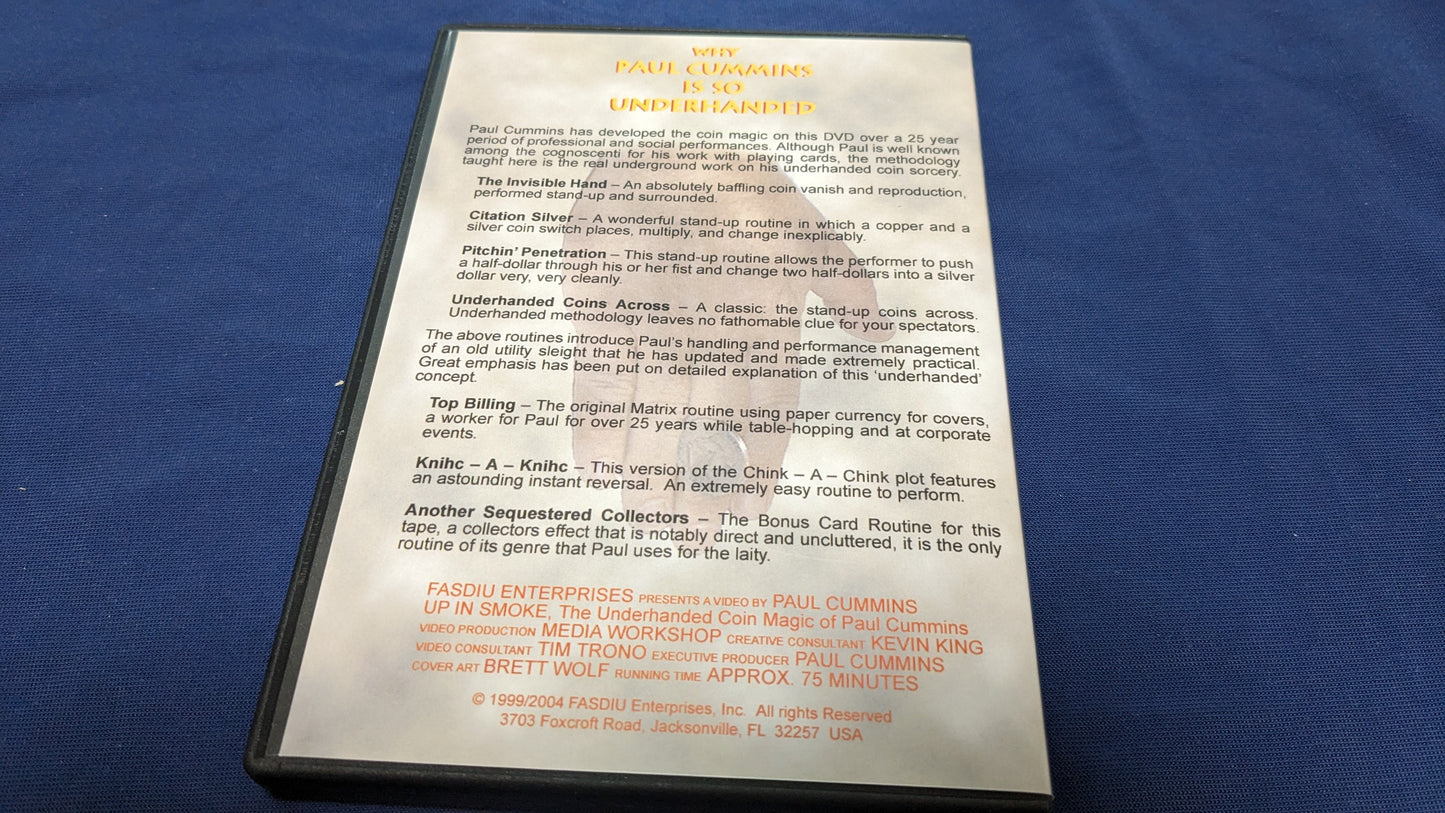 WHY
PAUL CUMMINS
IS SO
UNDERHANDED
Paul Cummins has developed the coin magic on this DVD over a 25 year
period of professional and social performances. Although Paul is well known
among the cognoscenti for his work with playing cards, the methodology
taught here is the real underground work on his underhanded coin sorcery.
The Invisible Hand – An absolutely baffling coin vanish and reproduction,
performed stand-up and surrounded.
Citation Silver – A wonderful stand-up routine in which a copper and a
silver coin switch places, multiply, and change inexplicably.
Pitchin' Penetration – This stand-up routine allows the performer to push
a half-dollar through his or her fist and change two half-dollars into a silver
dollar very, very cleanly.
Underhanded Coins Across – A classic: the stand-up coins across.
Underhanded methodology leaves no fathomable clue for your spectators.
The above routines introduce Paul's handling and performance management
of an old utility sleight that he has updated and made extremely practical.
Great emphasis has been put on detailed explanation of this 'underhanded'
concept.
Top Billing – The original Matrix routine using paper currency for covers,
a worker for Paul for over 25 years while table-hopping and at corporate
events.
Knihc – A – Knihc – This version of the Chink – A – Chink plot features
an astounding instant reversal. An extremely easy routine to perform.
Another Sequestered Collectors – The Bonus Card Routine for this
tape, a collectors effect that is notably direct and uncluttered, it is the only
routine of its genre that Paul uses for the laity.
FASDIU ENTERPRISES PRESENTS A VIDEO BY PAUL CUMMINS
UP IN SMOKE, The Underhanded Coin Magic of Paul Cummins
VIDEO PRODUCTION MEDIA WORKSHOP CREATIVE CONSULTANT KEVIN KING
VIDEO CONSULTANT TIM TRONO EXECUTIVE PRODUCER PAUL CUMMINS
COVER ART BRETT WOLF RUNNING TIME APPROX. 75 MINUTES
© 1999/2004 FASDIU Enterprises, Inc. All rights Reserved
3703 Foxcroft Road, Jacksonville, FL 32257 USA